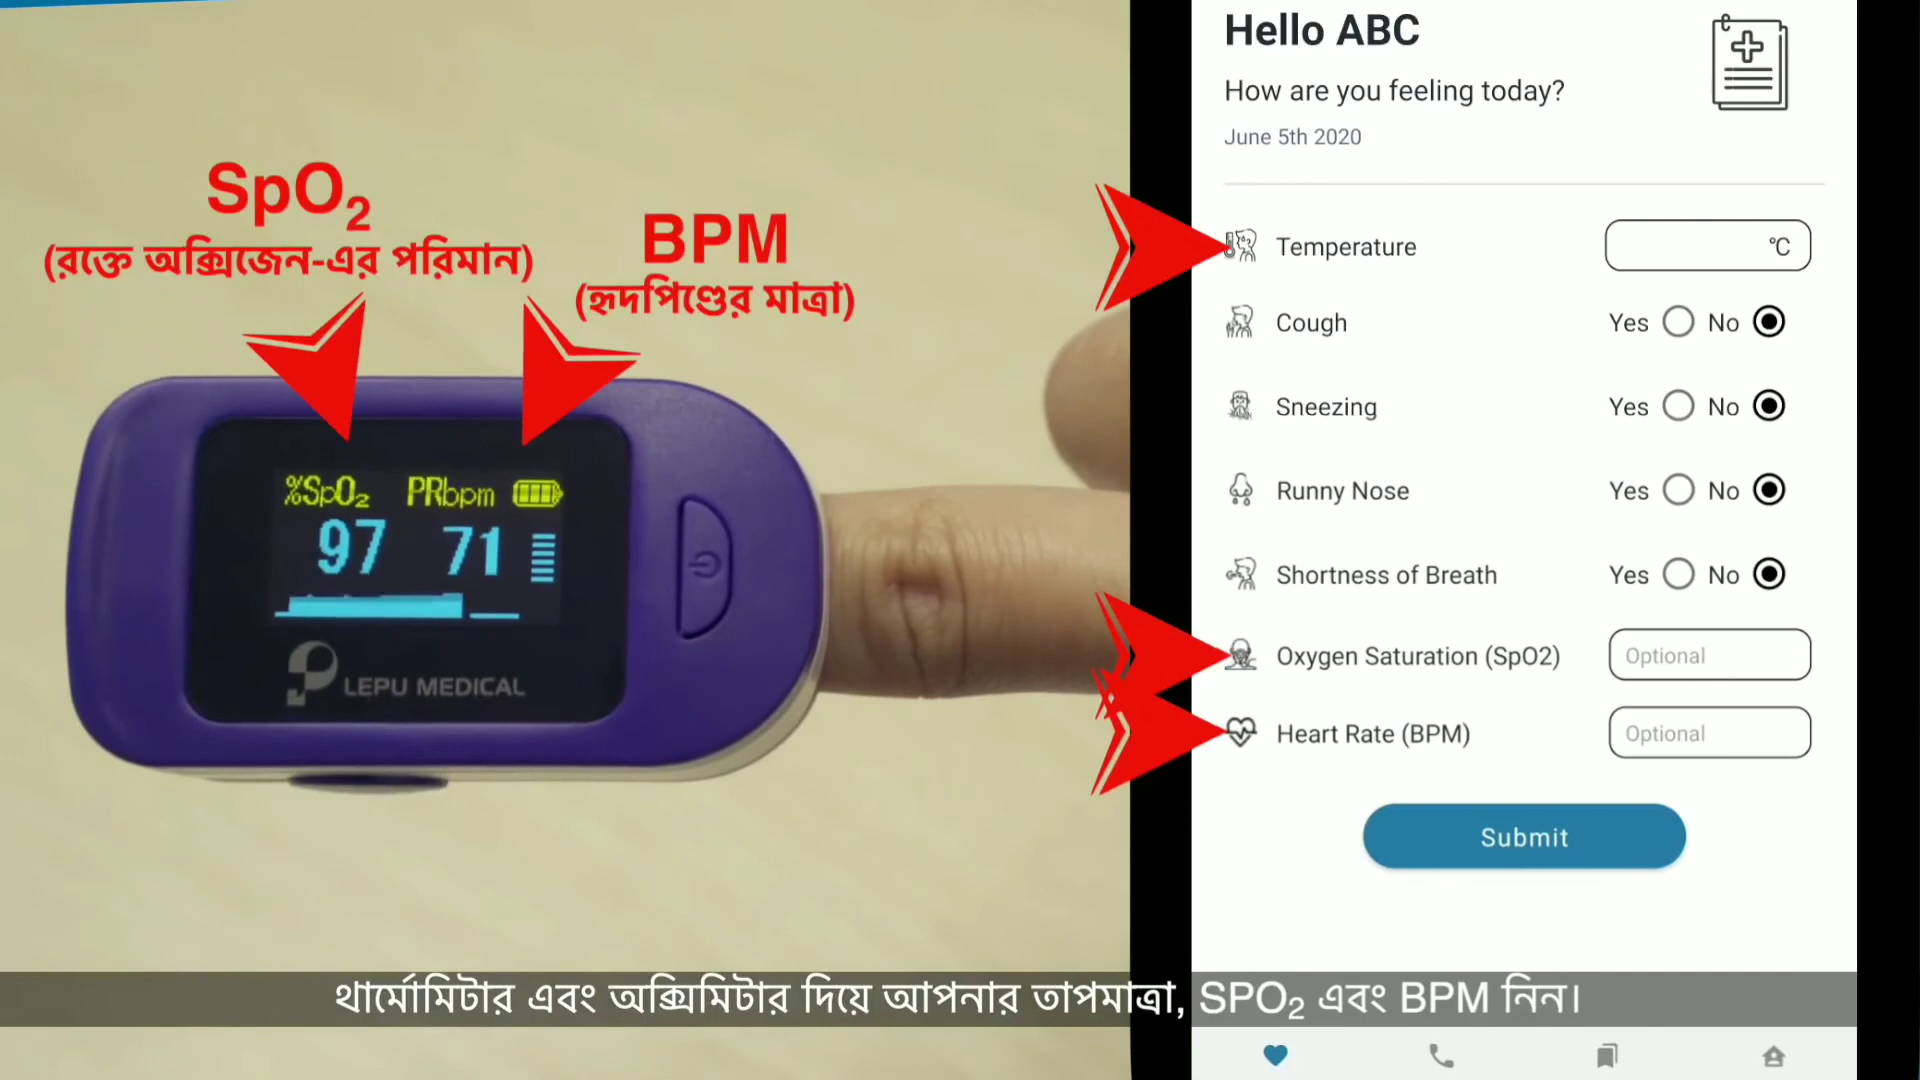 SpO₂
(রক্তে অক্সিজেন-এর পরিমান)
BPM
(হৃদপিণ্ডের মাত্রা)
%SpO₂ PRbpm
97 71
LEPU MEDICAL
Hello ABC
How are you feeling today?
June 5th 2020
Temperature °C
Cough Yes No
Sneezing Yes No
Runny Nose Yes No
Shortness of Breath Yes No
Oxygen Saturation (SpO2) Optional
Heart Rate (BPM) Optional
Submit
থার্মোমিটার এবং অক্সিমিটার দিয়ে আপনার তাপমাত্রা, SPO₂ এবং BPM নিন।